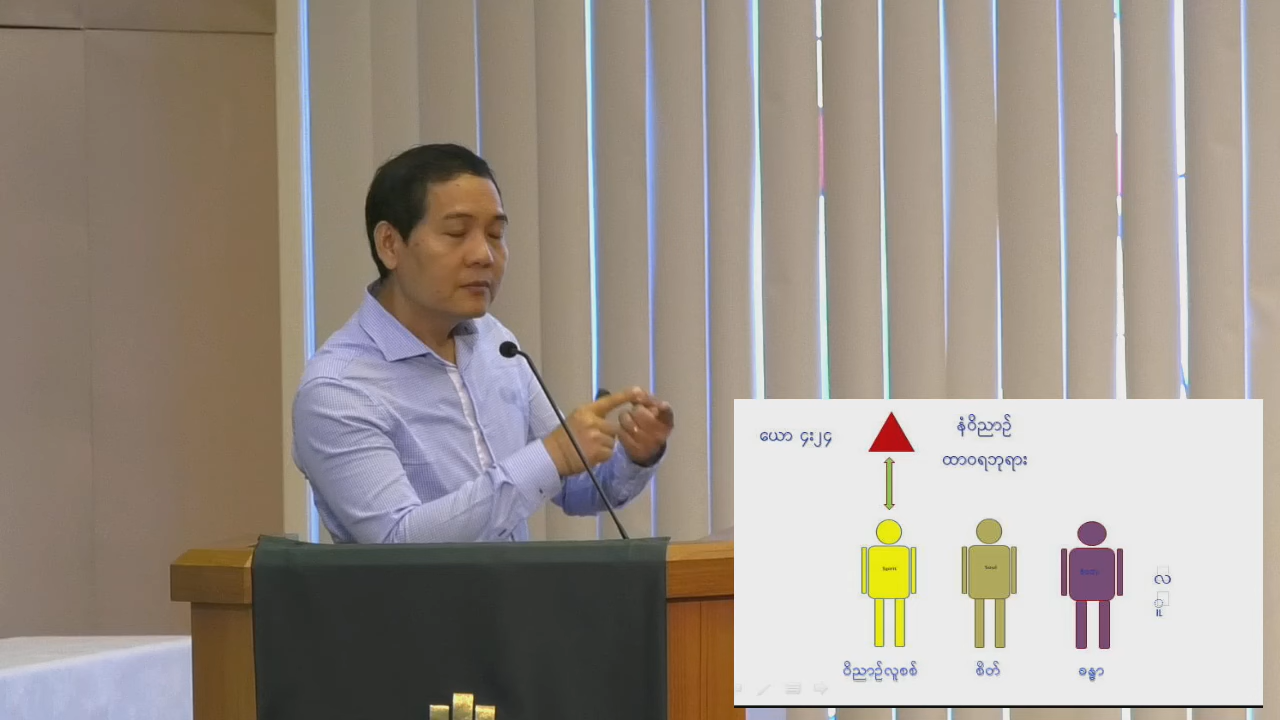 ယော ၄း၂၄
နံဝိညာဉ်
ထာဝရဘုရား
Spirit
Soul
Body
လူ
ဝိညာဉ်လူစစ်
စိတ်
ခန္ဓာ